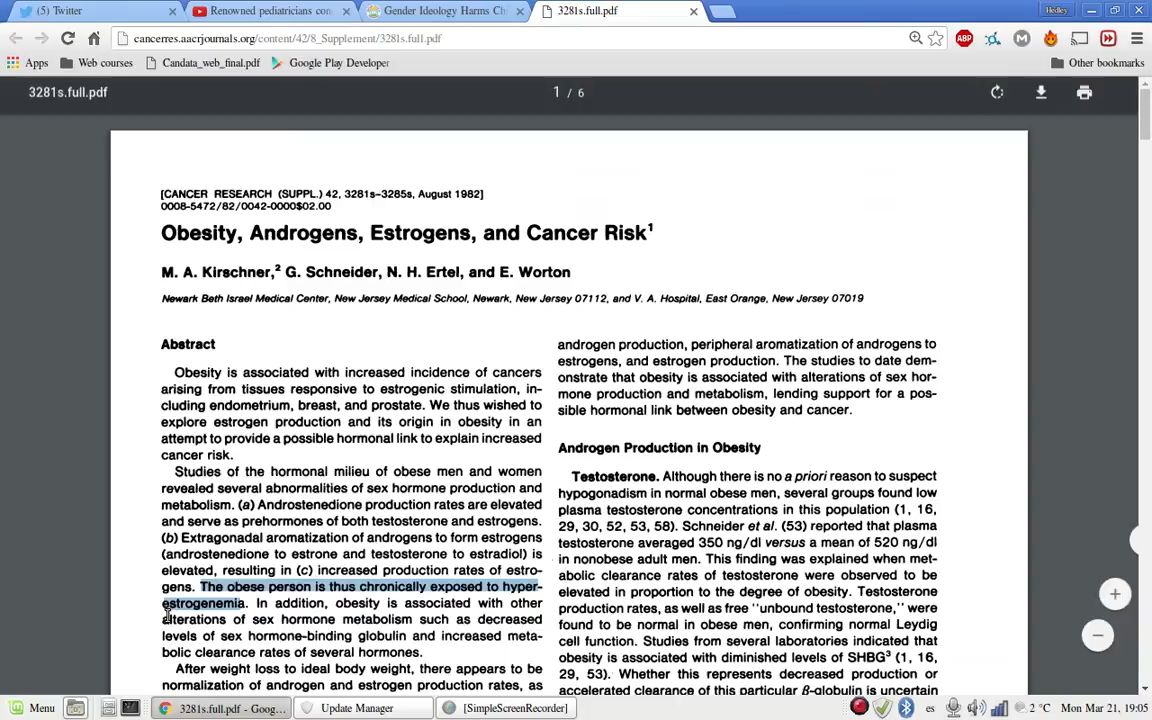 (5) Twitter
Renowned pediatricians con
Gender Ideology Harms Ch
3281s.full.pdf
Hedley
cancerres.aacrjournals.org/content/42/8_Supplement/3281s.full.pdf
ABP
M
Apps
Web courses
Candata_web_final.pdf
Google Play Developer
Other bookmarks
3281s.full.pdf
1 / 6
[CANCER RESEARCH (SUPPL.) 42, 3281s-3285s, August 1982]
0008-5472/82/0042-0000$02.00
Obesity, Androgens, Estrogens, and Cancer Risk1
M. A. Kirschner,2 G. Schneider, N. H. Ertel, and E. Worton
Newark Beth Israel Medical Center, New Jersey Medical School, Newark, New Jersey 07112, and V. A. Hospital, East Orange, New Jersey 07019
Abstract
Obesity is associated with increased incidence of cancers
arising from tissues responsive to estrogenic stimulation, in-
cluding endometrium, breast, and prostate. We thus wished to
explore estrogen production and its origin in obesity in an
attempt to provide a possible hormonal link to explain increased
cancer risk.
Studies of the hormonal milieu of obese men and women
revealed several abnormalities of sex hormone production and
metabolism. (a) Androstenedione production rates are elevated
and serve as prehormones of both testosterone and estrogens.
(b) Extragonadal aromatization of androgens to form estrogens
(androstenedione to estrone and testosterone to estradiol) is
elevated, resulting in (c) increased production rates of estro-
gens. The obese person is thus chronically exposed to hyper-
estrogenemia. In addition, obesity is associated with other
alterations of sex hormone metabolism such as decreased
levels of sex hormone-binding globulin and increased meta-
bolic clearance rates of several hormones.
After weight loss to ideal body weight, there appears to be
normalization of androgen and estrogen production rates, as
androgen production, peripheral aromatization of androgens to
estrogens, and estrogen production. The studies to date dem-
onstrate that obesity is associated with alterations of sex hor-
mone production and metabolism, lending support for a pos-
sible hormonal link between obesity and cancer.
Androgen Production in Obesity
Testosterone. Although there is no a priori reason to suspect
hypogonadism in normal obese men, several groups found low
plasma testosterone concentrations in this population (1, 16,
29, 30, 52, 53, 58). Schneider et al. (53) reported that plasma
testosterone averaged 350 ng/dl versus a mean of 520 ng/dl
in nonobese adult men. This finding was explained when met-
abolic clearance rates of testosterone were observed to be
elevated in proportion to the degree of obesity. Testosterone
production rates, as well as free "unbound testosterone," were
found to be normal in obese men, confirming normal Leydig
cell function. Studies from several laboratories indicated that
obesity is associated with diminished levels of SHBG3 (1, 16,
29, 53). Whether this represents decreased production or
accelerated clearance of this particular β-globulin is uncertain
Menu
3281s.full.pdf - Goog...
Update Manager
[SimpleScreenRecorder]
es
2 °C
Mon Mar 21, 19:05